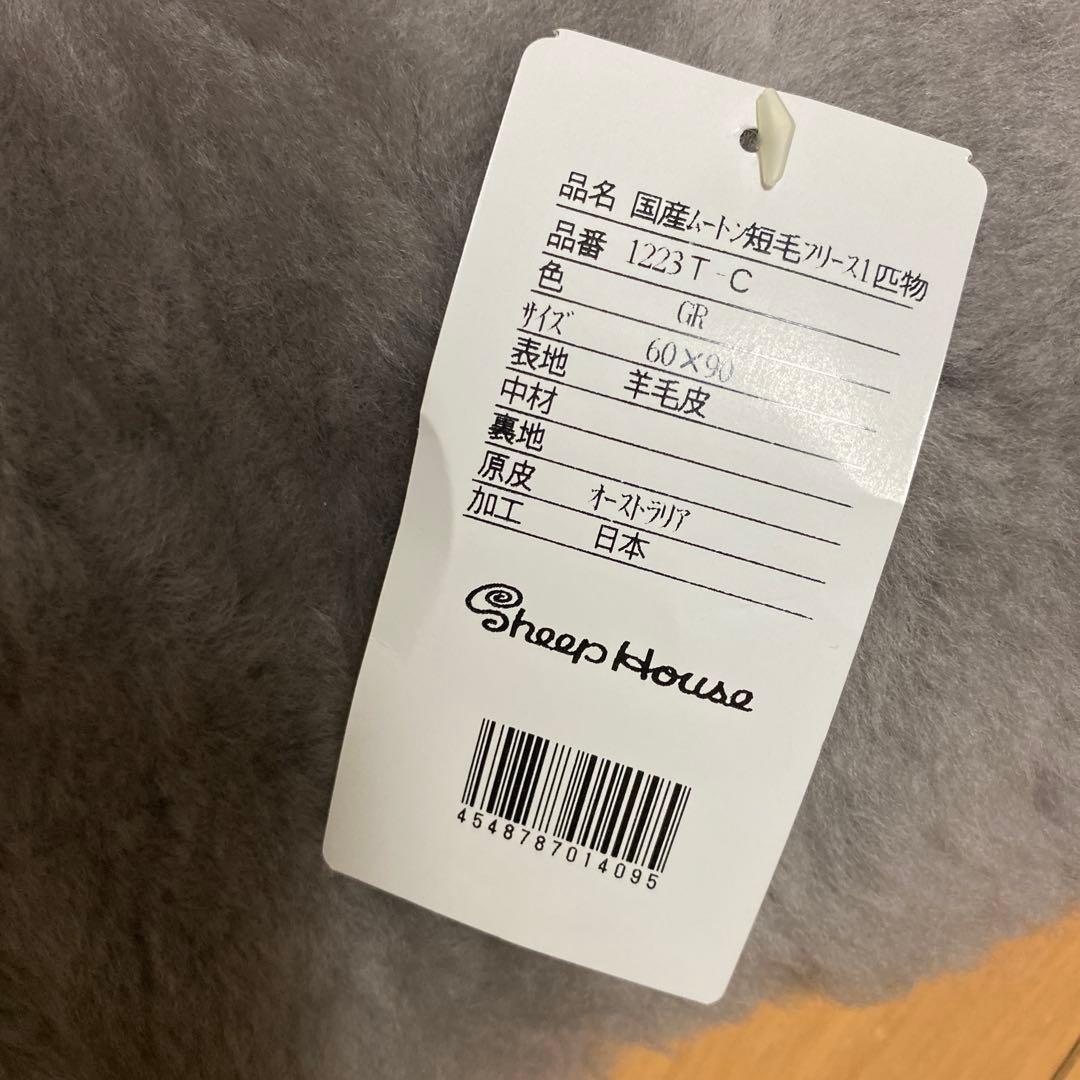 品名 国産ムートン短毛フリース1匹物
品番 1223T-C
色 GR
サイズ 60×90
表地 羊毛皮
中材
裏地
原皮 オーストラリア
加工 日本
Sheep House
4548787014095